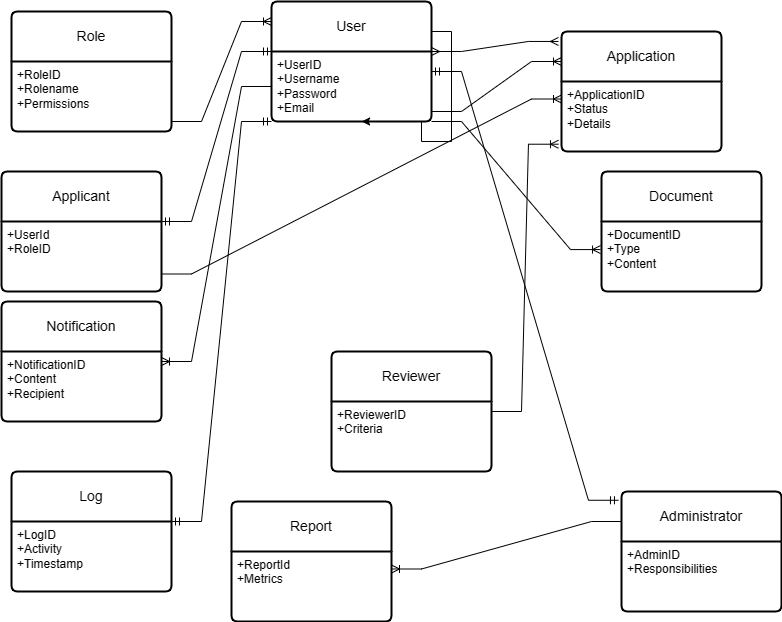 Role
+RoleID
+Rolename
+Permissions
User
+UserID
+Username
+Password
+Email
Application
+ApplicationID
+Status
+Details
Applicant
+UserId
+RoleID
Document
+DocumentID
+Type
+Content
Notification
+NotificationID
+Content
+Recipient
Reviewer
+ReviewerID
+Criteria
Log
+LogID
+Activity
+Timestamp
Report
+ReportId
+Metrics
Administrator
+AdminID
+Responsibilities